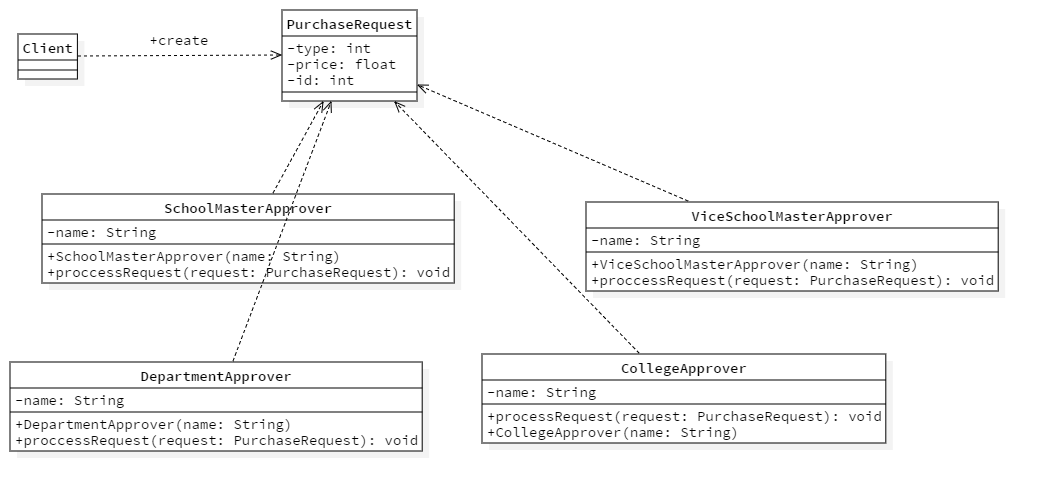 PurchaseRequest
-type: int
-price: float
-id: int
Client
+create
SchoolMasterApprover
-name: String
+SchoolMasterApprover(name: String)
+proccessRequest(request: PurchaseRequest): void
ViceSchoolMasterApprover
-name: String
+ViceSchoolMasterApprover(name: String)
+proccessRequest(request: PurchaseRequest): void
DepartmentApprover
-name: String
+DepartmentApprover(name: String)
+proccessRequest(request: PurchaseRequest): void
CollegeApprover
-name: String
+processRequest(request: PurchaseRequest): void
+CollegeApprover(name: String)